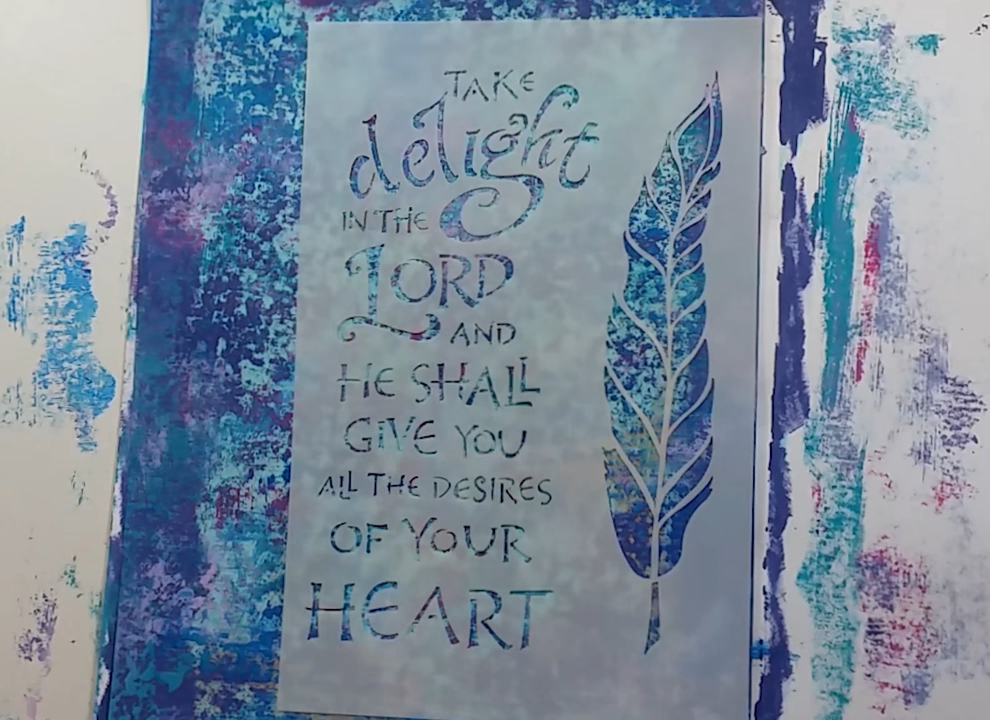 TAKE
delight
IN THE
LORD
AND
HE SHALL
GIVE YOU
ALL THE DESIRES
OF YOUR
HEART